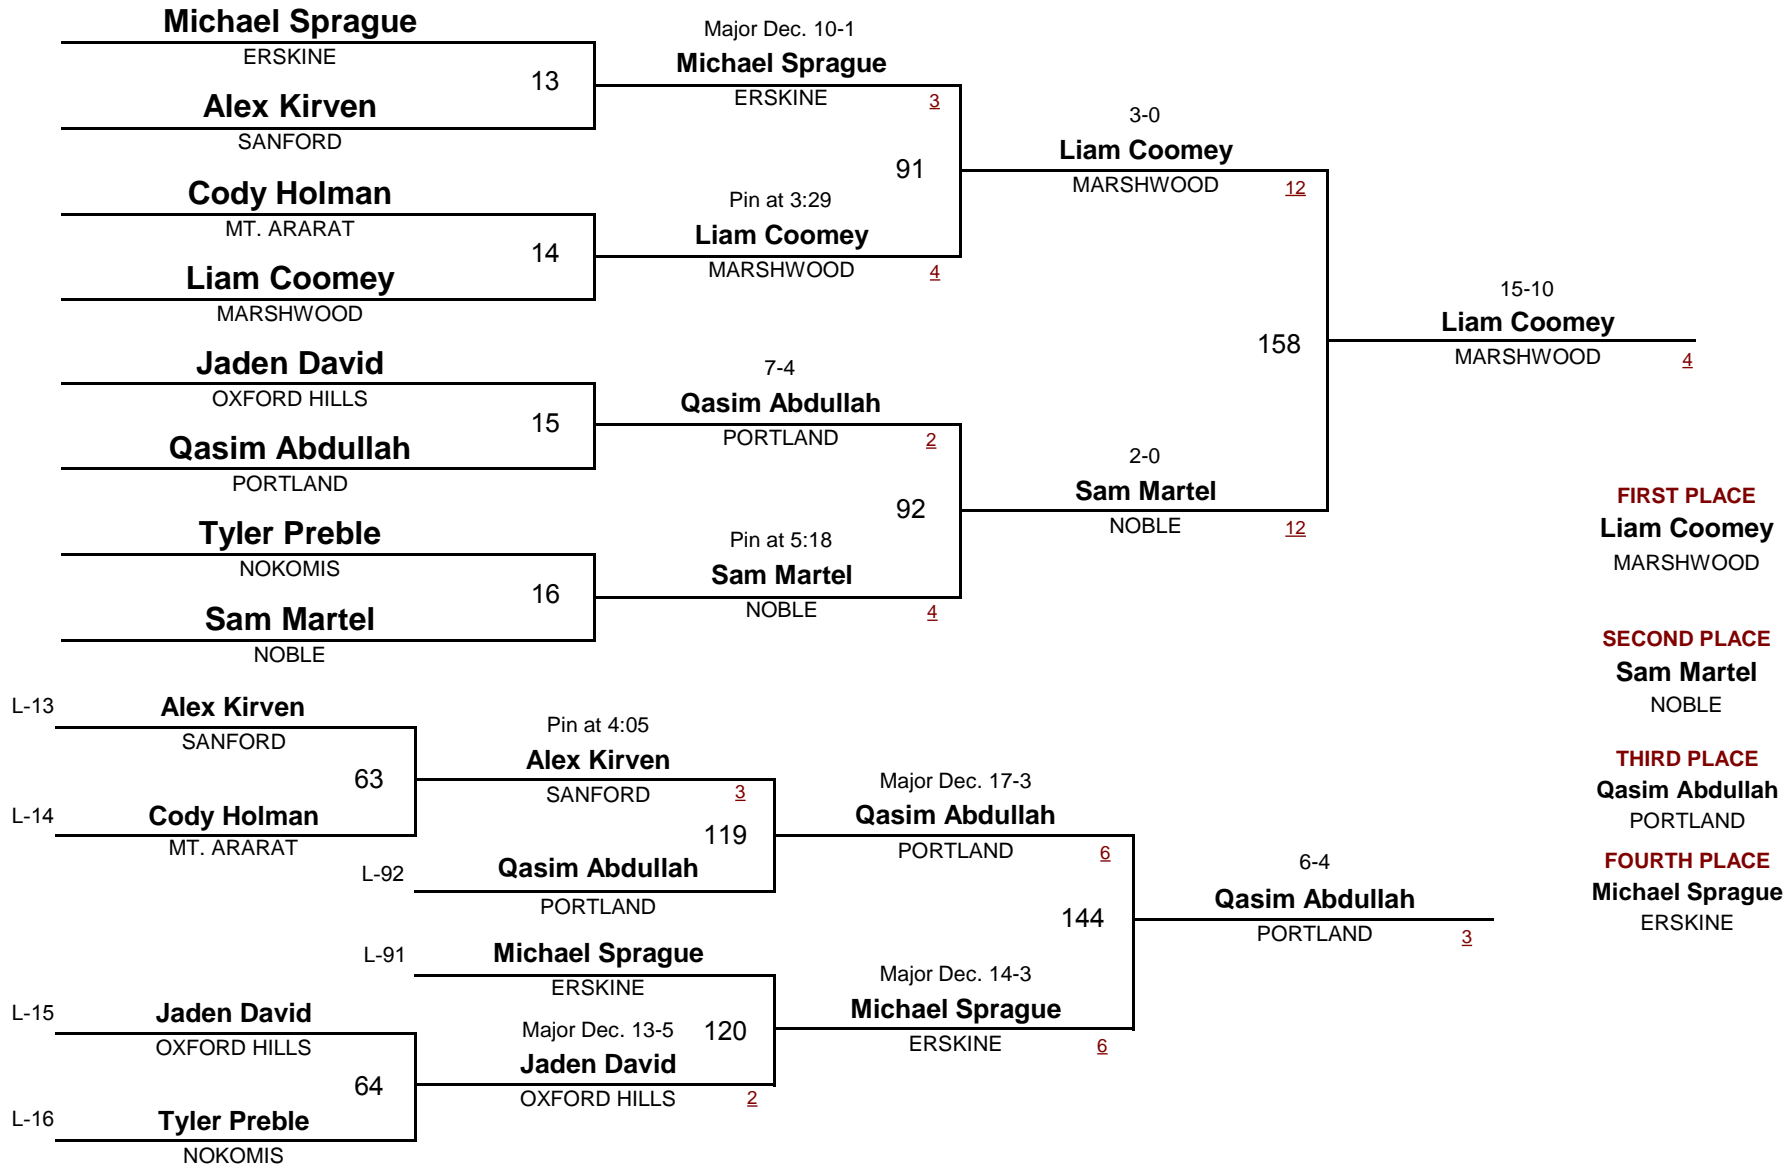 Michael Sprague
ERSKINE
13
Alex Kirven
SANFORD
Major Dec. 10-1
Michael Sprague
ERSKINE
3
Cody Holman
MT. ARARAT
14
Liam Coomey
MARSHWOOD
Pin at 3:29
Liam Coomey
MARSHWOOD
4
91
3-0
Liam Coomey
MARSHWOOD
12
Jaden David
OXFORD HILLS
15
Qasim Abdullah
PORTLAND
7-4
Qasim Abdullah
PORTLAND
2
Tyler Preble
NOKOMIS
16
Sam Martel
NOBLE
Pin at 5:18
Sam Martel
NOBLE
4
92
2-0
Sam Martel
NOBLE
12
158
15-10
Liam Coomey
MARSHWOOD
4
FIRST PLACE
Liam Coomey
MARSHWOOD
SECOND PLACE
Sam Martel
NOBLE
THIRD PLACE
Qasim Abdullah
PORTLAND
FOURTH PLACE
Michael Sprague
ERSKINE
L-13
Alex Kirven
SANFORD
63
L-14
Cody Holman
MT. ARARAT
Pin at 4:05
Alex Kirven
SANFORD
3
119
L-92
Qasim Abdullah
PORTLAND
Major Dec. 17-3
Qasim Abdullah
PORTLAND
6
L-91
Michael Sprague
ERSKINE
L-15
Jaden David
OXFORD HILLS
64
L-16
Tyler Preble
NOKOMIS
Major Dec. 13-5
Jaden David
OXFORD HILLS
2
120
Major Dec. 14-3
Michael Sprague
ERSKINE
6
144
6-4
Qasim Abdullah
PORTLAND
3